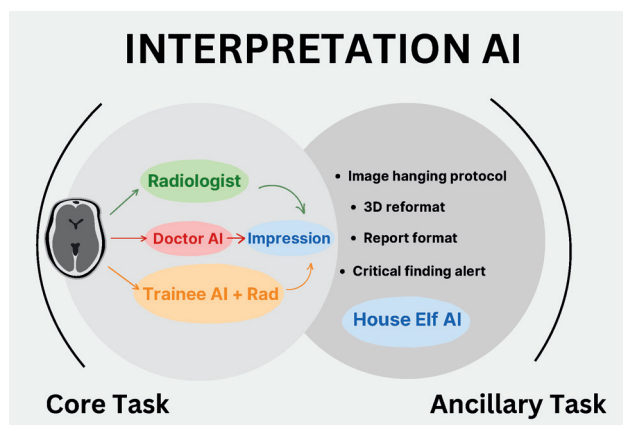 INTERPRETATION AI
Radiologist
Doctor AI
Impression
Trainee AI + Rad
• Image hanging protocol
• 3D reformat
• Report format
• Critical finding alert
House Elf AI
Core Task
Ancillary Task